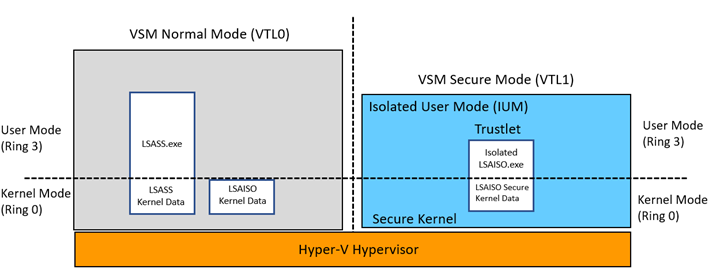 VSM Normal Mode (VTL0)
VSM Secure Mode (VTL1)
User Mode
(Ring 3)
Kernel Mode
(Ring 0)
LSASS.exe
LSASS
Kernel Data
LSAISO
Kernel Data
Isolated User Mode (IUM)
Trustlet
Isolated
LSAISO.exe
LSAISO Secure
Kernel Data
Secure Kernel
User Mode
(Ring 3)
Kernel Mode
(Ring 0)
Hyper-V Hypervisor